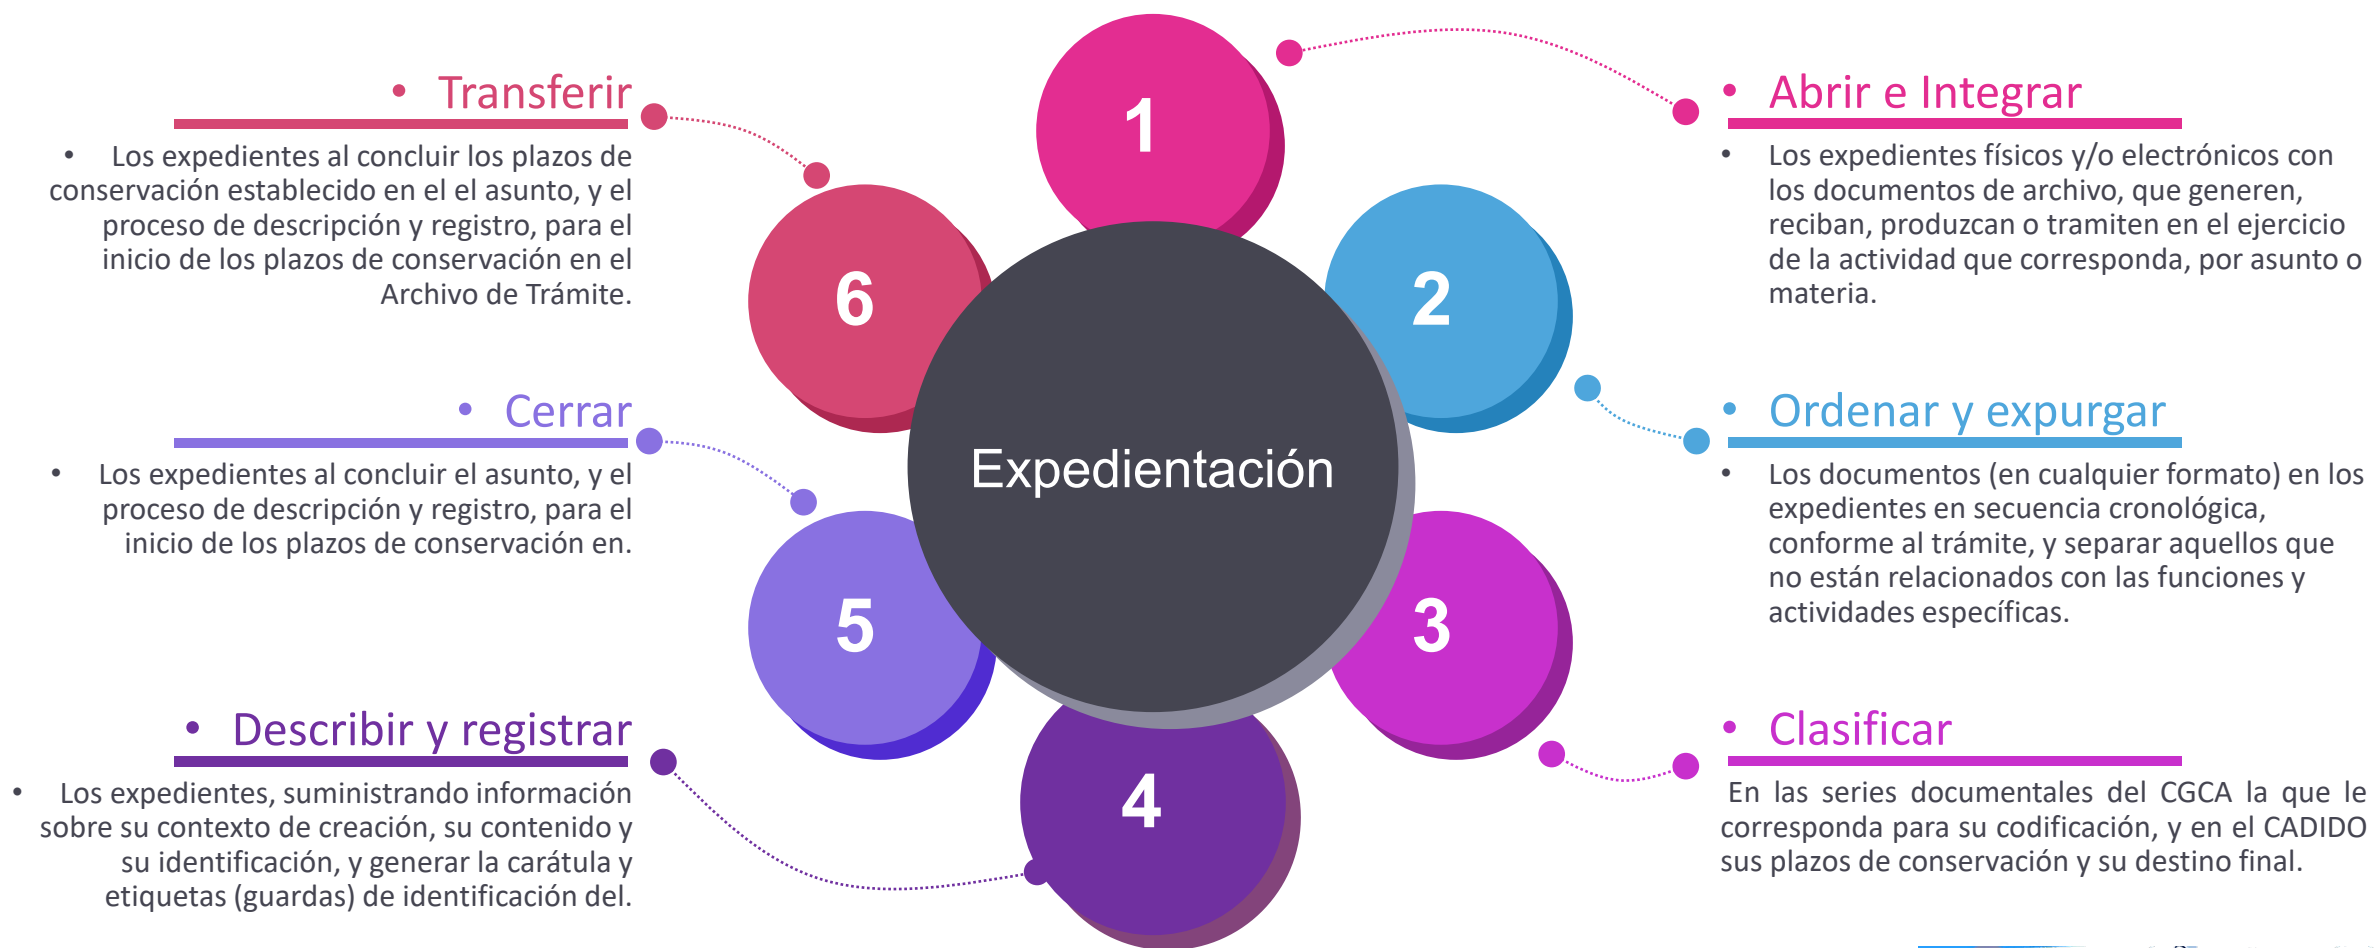 Expedientación
1
• Abrir e Integrar
• Los expedientes físicos y/o electrónicos con
los documentos de archivo, que generen,
reciban, produzcan o tramiten en el ejercicio
de la actividad que corresponda, por asunto o
materia.
2
• Ordenar y expurgar
• Los documentos (en cualquier formato) en los
expedientes en secuencia cronológica,
conforme al trámite, y separar aquellos que
no están relacionados con las funciones y
actividades específicas.
3
• Clasificar
En las series documentales del CGCA la que le
corresponda para su codificación, y en el CADIDO
sus plazos de conservación y su destino final.
4
• Describir y registrar
• Los expedientes, suministrando información
sobre su contexto de creación, su contenido y
su identificación, y generar la carátula y
etiquetas (guardas) de identificación del.
5
• Cerrar
• Los expedientes al concluir el asunto, y el
proceso de descripción y registro, para el
inicio de los plazos de conservación en.
6
• Transferir
• Los expedientes al concluir los plazos de
conservación establecido en el el asunto, y el
proceso de descripción y registro, para el
inicio de los plazos de conservación en el
Archivo de Trámite.